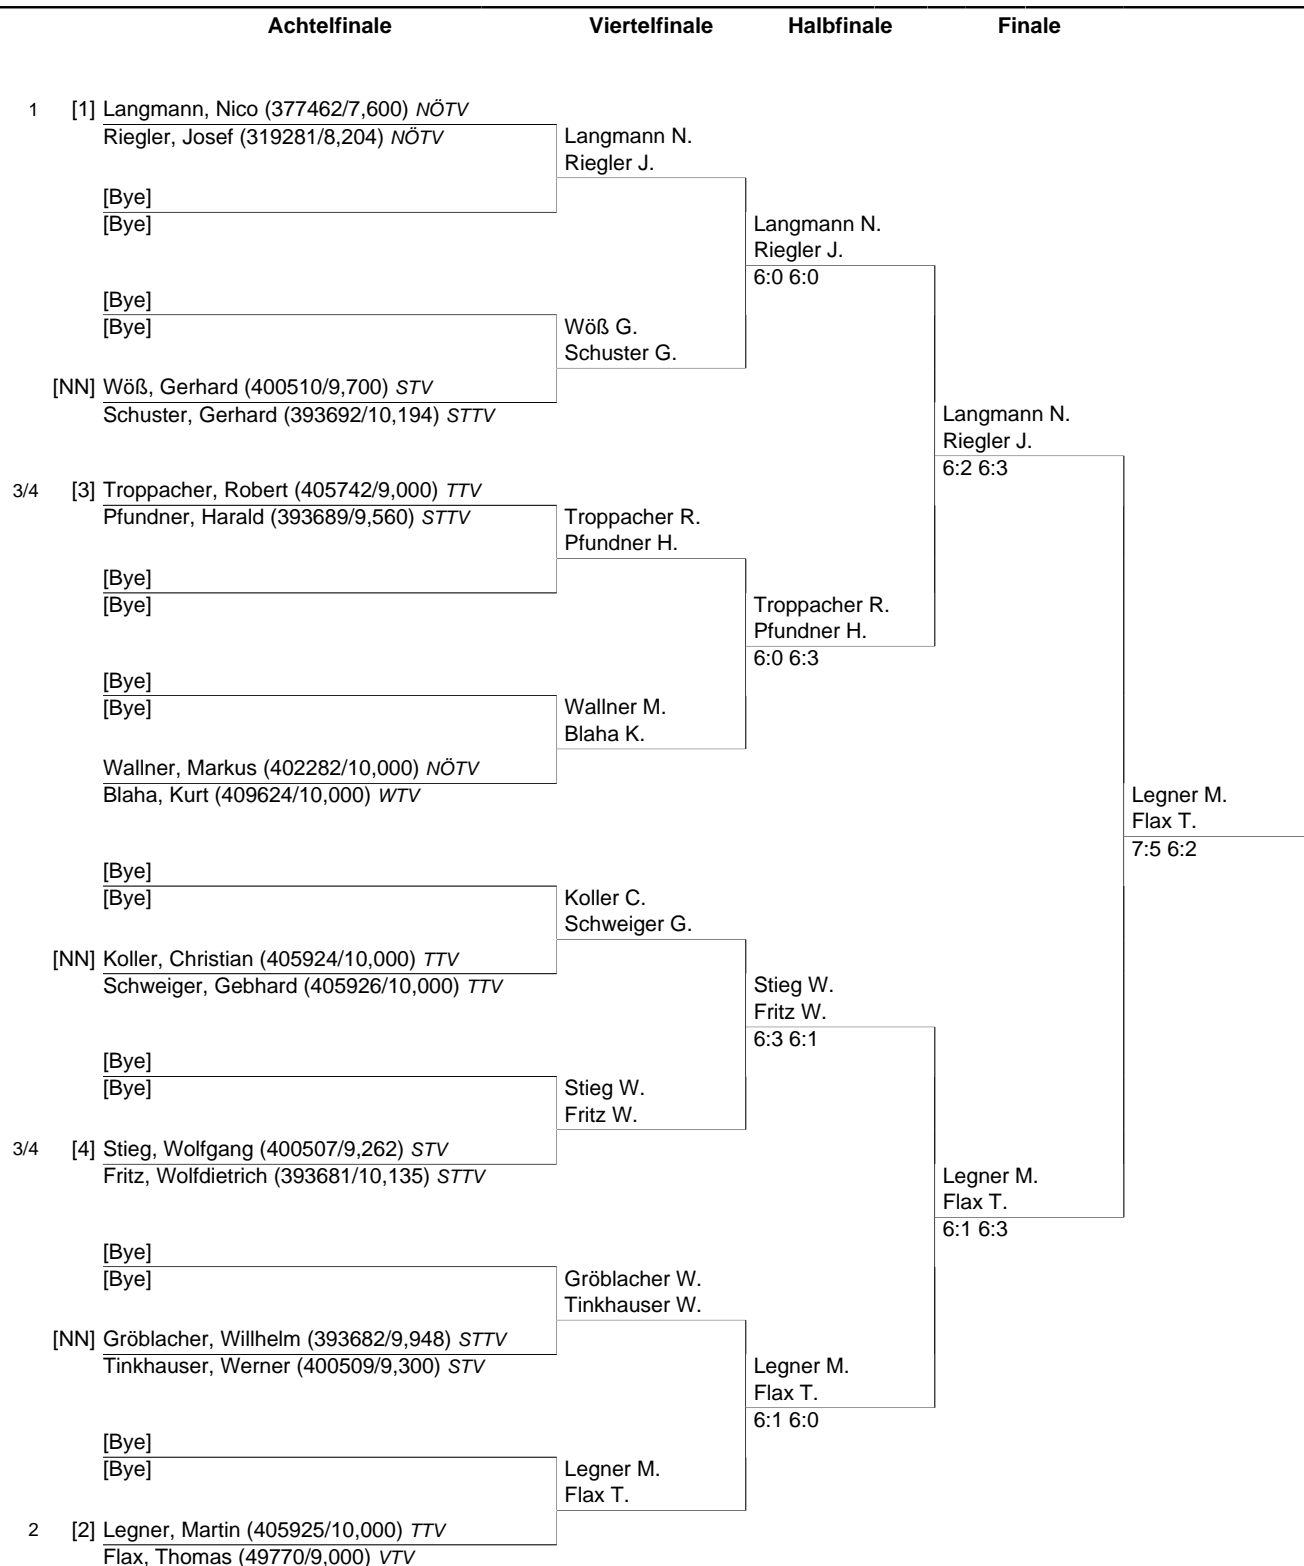 Achtelfinale Viertelfinale Halbfinale Finale
1 [1] Langmann, Nico (377462/7,600) NÖTV
Riegler, Josef (319281/8,204) NÖTV
Langmann N.
Riegler J.
[Bye]
[Bye]
Langmann N.
Riegler J.
6:0 6:0
[Bye]
[Bye]
Wöß G.
Schuster G.
[NN] Wöß, Gerhard (400510/9,700) STV
Schuster, Gerhard (393692/10,194) STTV
Langmann N.
Riegler J.
6:2 6:3
3/4 [3] Troppacher, Robert (405742/9,000) TTV
Pfundner, Harald (393689/9,560) STTV
Troppacher R.
Pfundner H.
[Bye]
[Bye]
Troppacher R.
Pfundner H.
6:0 6:3
[Bye]
[Bye]
Wallner M.
Blaha K.
Wallner, Markus (402282/10,000) NÖTV
Blaha, Kurt (409624/10,000) WTV
Legner M.
Flax T.
7:5 6:2
[Bye]
[Bye]
Koller C.
Schweiger G.
[NN] Koller, Christian (405924/10,000) TTV
Schweiger, Gebhard (405926/10,000) TTV
Stieg W.
Fritz W.
6:3 6:1
[Bye]
[Bye]
Stieg W.
Fritz W.
3/4 [4] Stieg, Wolfgang (400507/9,262) STV
Fritz, Wolfdietrich (393681/10,135) STTV
Legner M.
Flax T.
6:1 6:3
[Bye]
[Bye]
Gröblacher W.
Tinkhauser W.
[NN] Gröblacher, Willhelm (393682/9,948) STTV
Tinkhauser, Werner (400509/9,300) STV
Legner M.
Flax T.
6:1 6:0
[Bye]
[Bye]
Legner M.
Flax T.
2 [2] Legner, Martin (405925/10,000) TTV
Flax, Thomas (49770/9,000) VTV